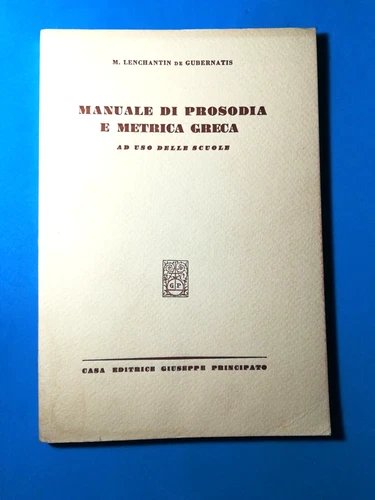 M. LENCHANTIN DE GUBERNATIS
MANUALE DI PROSODIA
E METRICA GRECA
AD USO DELLE SCUOLE
G P
CASA EDITRICE GIUSEPPE PRINCIPATO